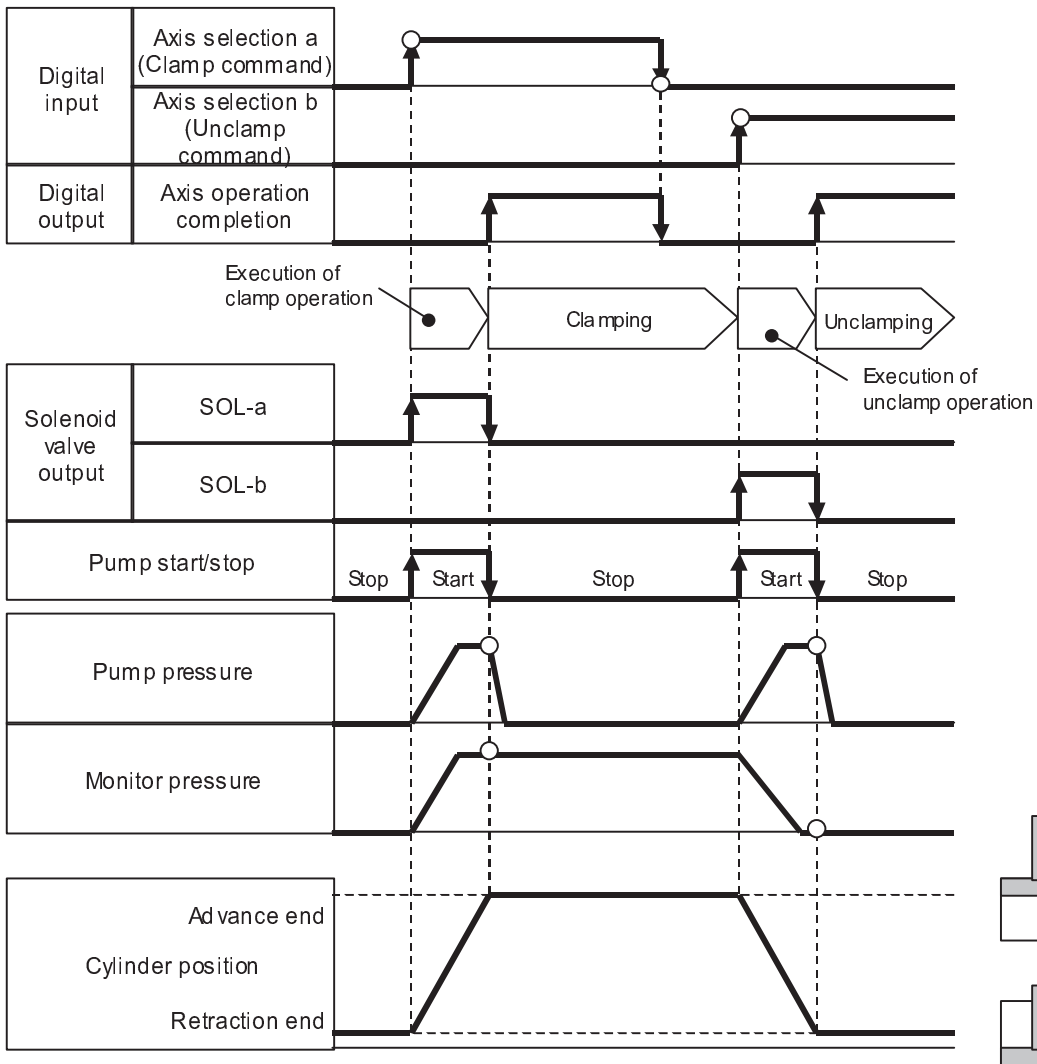 Digital
input
Axis selection a
(Clamp command)
Axis selection b
(Unclamp
command)
Digital
output
Axis operation
completion
Execution of
clamp operation
Clamping
Unclamping
Execution of
unclamp operation
Solenoid
valve
output
SOL-a
SOL-b
Pump start/stop
Stop
Start
Stop
Start
Stop
Pump pressure
Monitor pressure
Advance end
Cylinder position
Retraction end